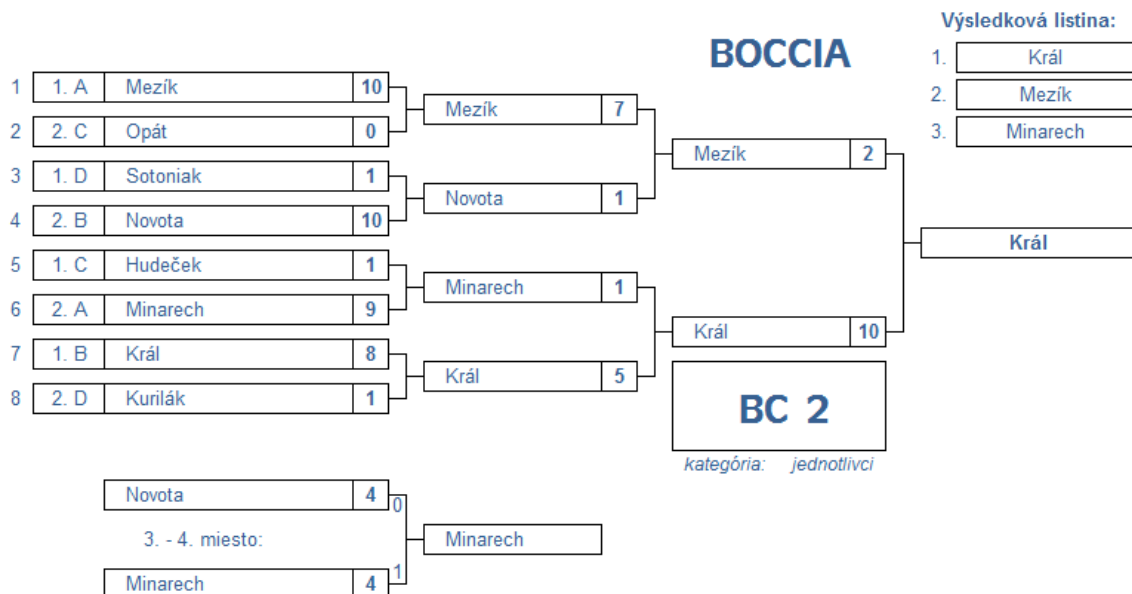 Výsledková listina:
BOCCIA
1. Král
2. Mezík
3. Minarech
1 1. A Mezík 10
2 2. C Opát 0
3 1. D Sotoniak 1
4 2. B Novota 10
5 1. C Hudeček 1
6 2. A Minarech 9
7 1. B Král 8
8 2. D Kurilák 1
Mezík 7
Novota 1
Minarech 1
Král 5
Mezík 2
Král 10
Král
BC 2
kategória: jednotlivci
Novota 4 0
3. - 4. miesto:
Minarech 4 1
Minarech